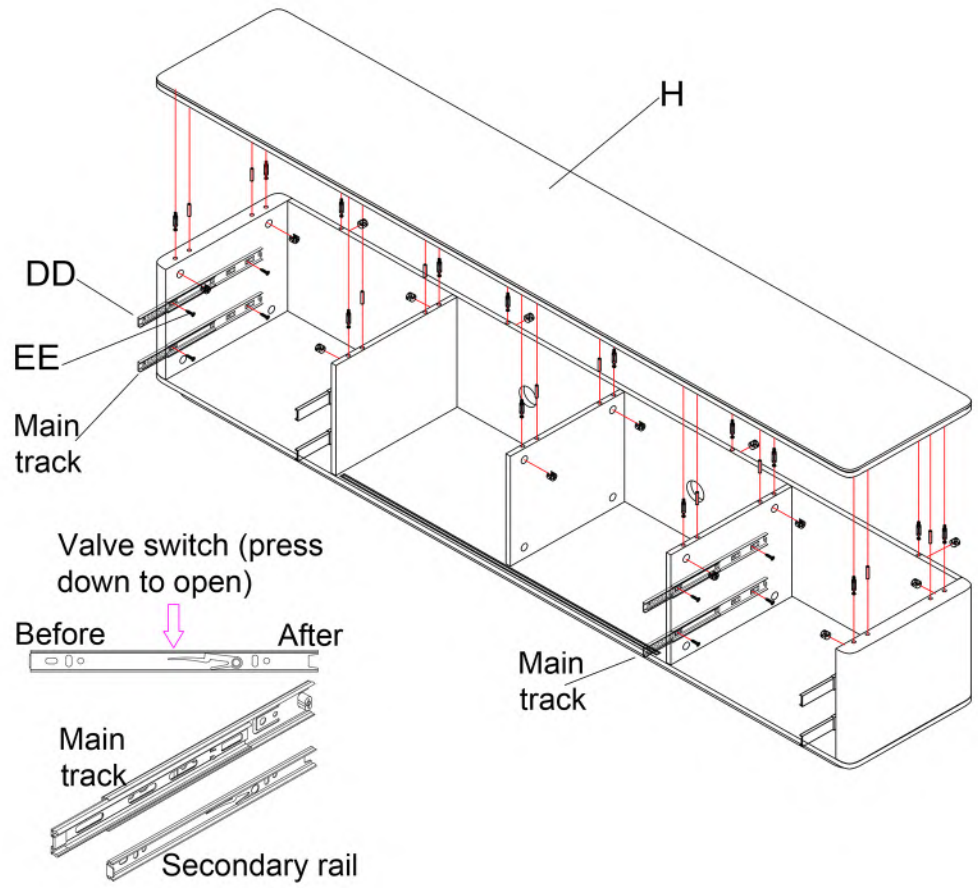 H
DD
EE
Main
track
Valve switch (press
down to open)
Before
After
Main
track
Main
track
Secondary rail